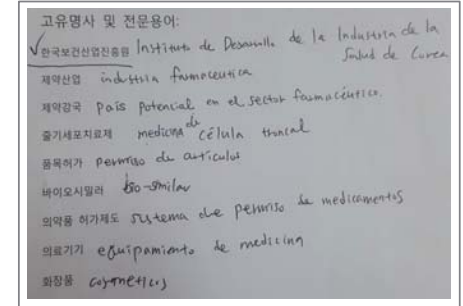 고유명사 및 전문용어:
✓한국보건산업진흥원 Instituto de Desarrollo de la Industria de la Salud de Corea
제약산업 industria farmaceutica
제약강국 pais potencial en el sector farmacéutico.
줄기세포치료제 medicina de célula troncal
품목허가 permiso de articulos
바이오시밀러 bio-similar
의약품 허가제도 sistema de permiso de medicamentos
의료기기 equipamiento de medicina
화장품 cosmeticos